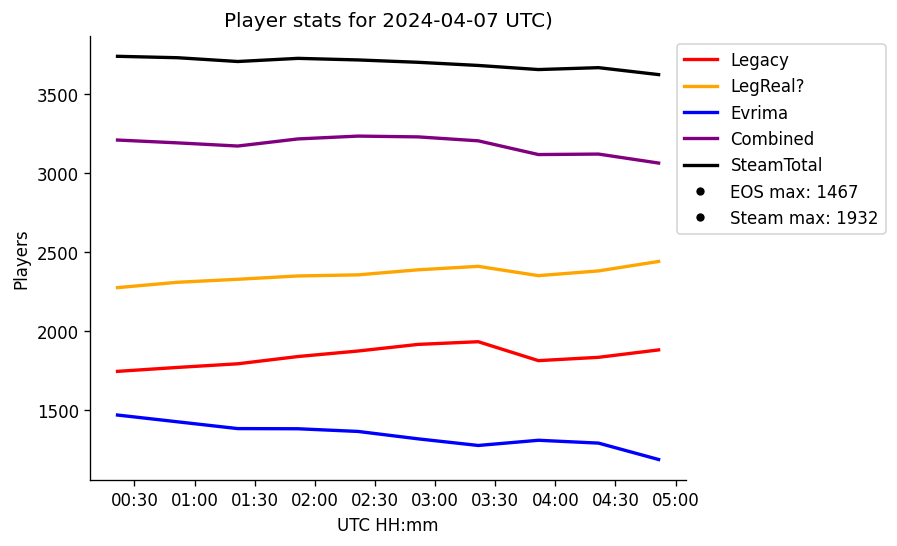 Player stats for 2024-04-07 UTC)
Legacy
LegReal?
Evrima
Combined
SteamTotal
EOS max: 1467
Steam max: 1932
Players
3500
3000
2500
2000
1500
00:30 01:00 01:30 02:00 02:30 03:00 03:30 04:00 04:30 05:00
UTC HH:mm